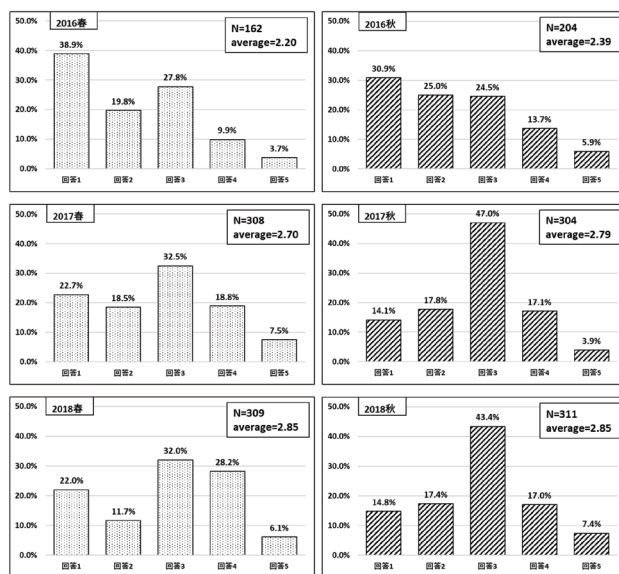 2016春
N=162
average=2.20
50.0%
40.0%
30.0%
20.0%
10.0%
0.0%
38.9%
19.8%
27.8%
9.9%
3.7%
回答1 回答2 回答3 回答4 回答5
2016秋
N=204
average=2.39
50.0%
40.0%
30.0%
20.0%
10.0%
0.0%
30.9%
25.0%
24.5%
13.7%
5.9%
回答1 回答2 回答3 回答4 回答5
2017春
N=308
average=2.70
50.0%
40.0%
30.0%
20.0%
10.0%
0.0%
22.7%
18.5%
32.5%
18.8%
7.5%
回答1 回答2 回答3 回答4 回答5
2017秋
N=304
average=2.79
50.0%
40.0%
30.0%
20.0%
10.0%
0.0%
14.1%
17.8%
47.0%
17.1%
3.9%
回答1 回答2 回答3 回答4 回答5
2018春
N=309
average=2.85
50.0%
40.0%
30.0%
20.0%
10.0%
0.0%
22.0%
11.7%
32.0%
28.2%
6.1%
回答1 回答2 回答3 回答4 回答5
2018秋
N=311
average=2.85
50.0%
40.0%
30.0%
20.0%
10.0%
0.0%
14.8%
17.4%
43.4%
17.0%
7.4%
回答1 回答2 回答3 回答4 回答5